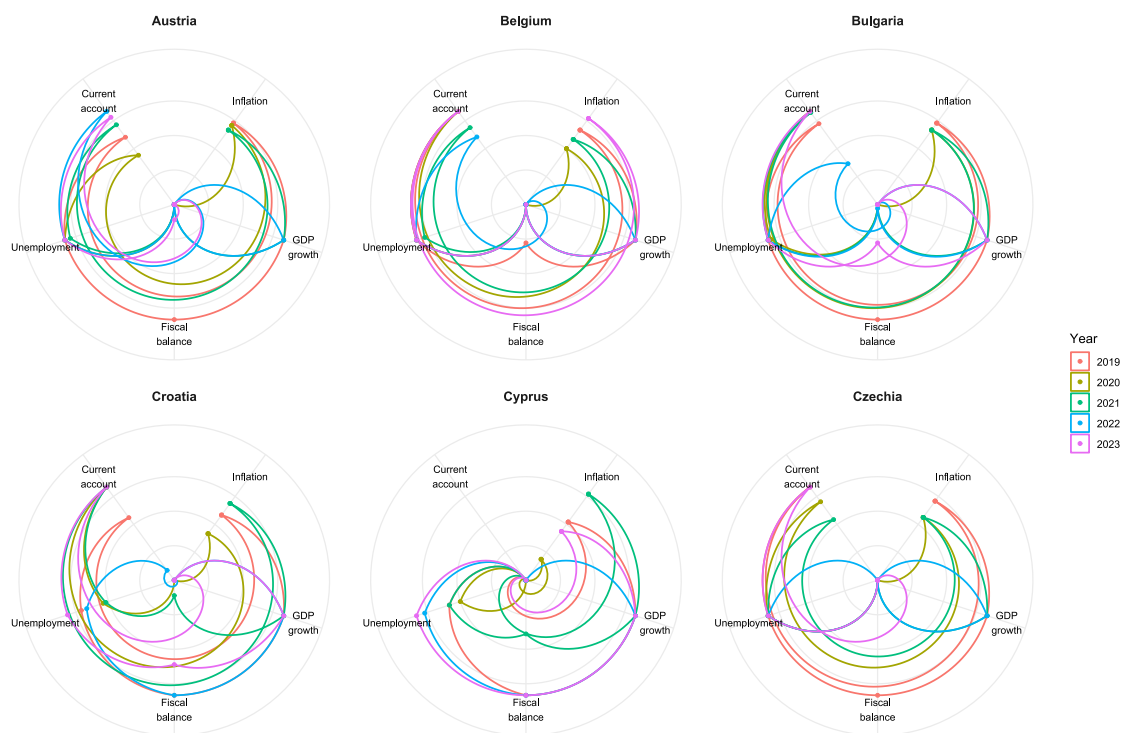 Austria
Belgium
Bulgaria
Current
account
Inflation
GDP
growth
Fiscal
balance
Unemployment
Current
account
Inflation
GDP
growth
Fiscal
balance
Unemployment
Current
account
Inflation
GDP
growth
Fiscal
balance
Unemployment
Croatia
Cyprus
Czechia
Current
account
Inflation
GDP
growth
Fiscal
balance
Unemployment
Current
account
Inflation
GDP
growth
Fiscal
balance
Unemployment
Current
account
Inflation
GDP
growth
Fiscal
balance
Unemployment
Year
2019
2020
2021
2022
2023